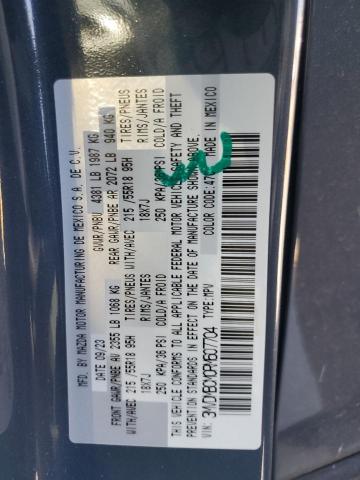 MFD BY MAZDA MOTOR MANUFACTURING DE MEXICO S.A. DE C.V.
DATE 09/23 GVWR/PNBV 4381 LB 1987 KG
FRONT GAWR/PNBE AV 2355 LB 1068 KG REAR GAWR/PNBE AR 2072 LB 940 KG
WITH/AVEC 215 /55R18 95H TIRES/PNEUS WITH/AVEC 215 /55R18 95H TIRES/PNEUS
18X7J RIMS/JANTES 18X7J RIMS/JANTES
250 KPA/36 PSI COLD/A FROID 250 KPA/36 PSI COLD/A FROID
THIS VEHICLE CONFORMS TO ALL APPLICABLE FEDERAL MOTOR VEHICLE SAFETY AND THEFT
PREVENTION STANDARDS IN EFFECT ON THE DATE OF MANUFACTURE SHOWN ABOVE.
VIN: TYPE:MPV COLOR CODE:47 MADE IN MEXICO